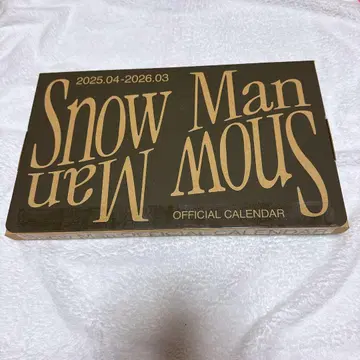 2025.04-2026.03
Snow Man
Snow Man
OFFICIAL CALENDAR